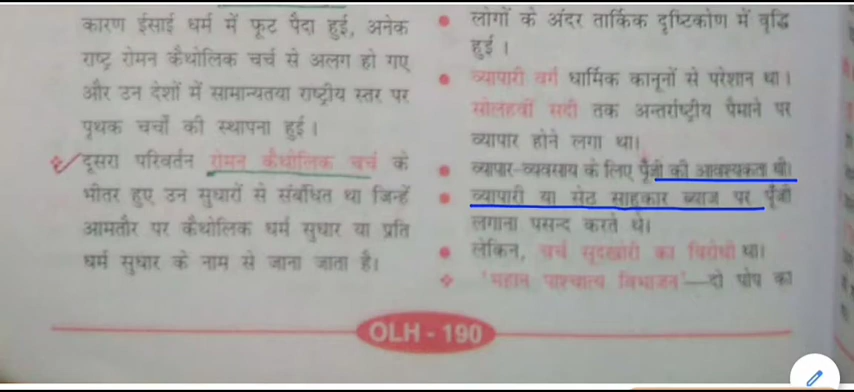 कारण ईसाई धर्म में फूट पैदा हुई, अनेक
राष्ट्र रोमन कैथोलिक चर्च से अलग हो गए
और उन देशों में सामान्यतया राष्ट्रीय स्तर पर
पृथक चर्चों की स्थापना हुई।
दूसरा परिवर्तन रोमन कैथोलिक चर्च के
भीतर हुए उन सुधारों से संबंधित था जिन्हें
आमतौर पर कैथोलिक धर्म सुधार या प्रति
धर्म सुधार के नाम से जाना जाता है।
लोगों के अंदर तार्किक दृष्टिकोण में वृद्धि
हुई।
व्यापारी वर्ग धार्मिक कानूनों से परेशान था।
सोलहवीं सदी तक अन्तर्राष्ट्रीय पैमाने पर
व्यापार होने लगा था।
व्यापार-व्यवसाय के लिए पूँजी की आवश्यकता थी।
व्यापारी या सेठ साहूकार ब्याज पर पूँजी
लगाना पसन्द करते थे।
लेकिन, चर्च सूदखोरी का विरोधी था।
'महान पाश्चात्य विभाजन'—दो पोप का
OLH - 190